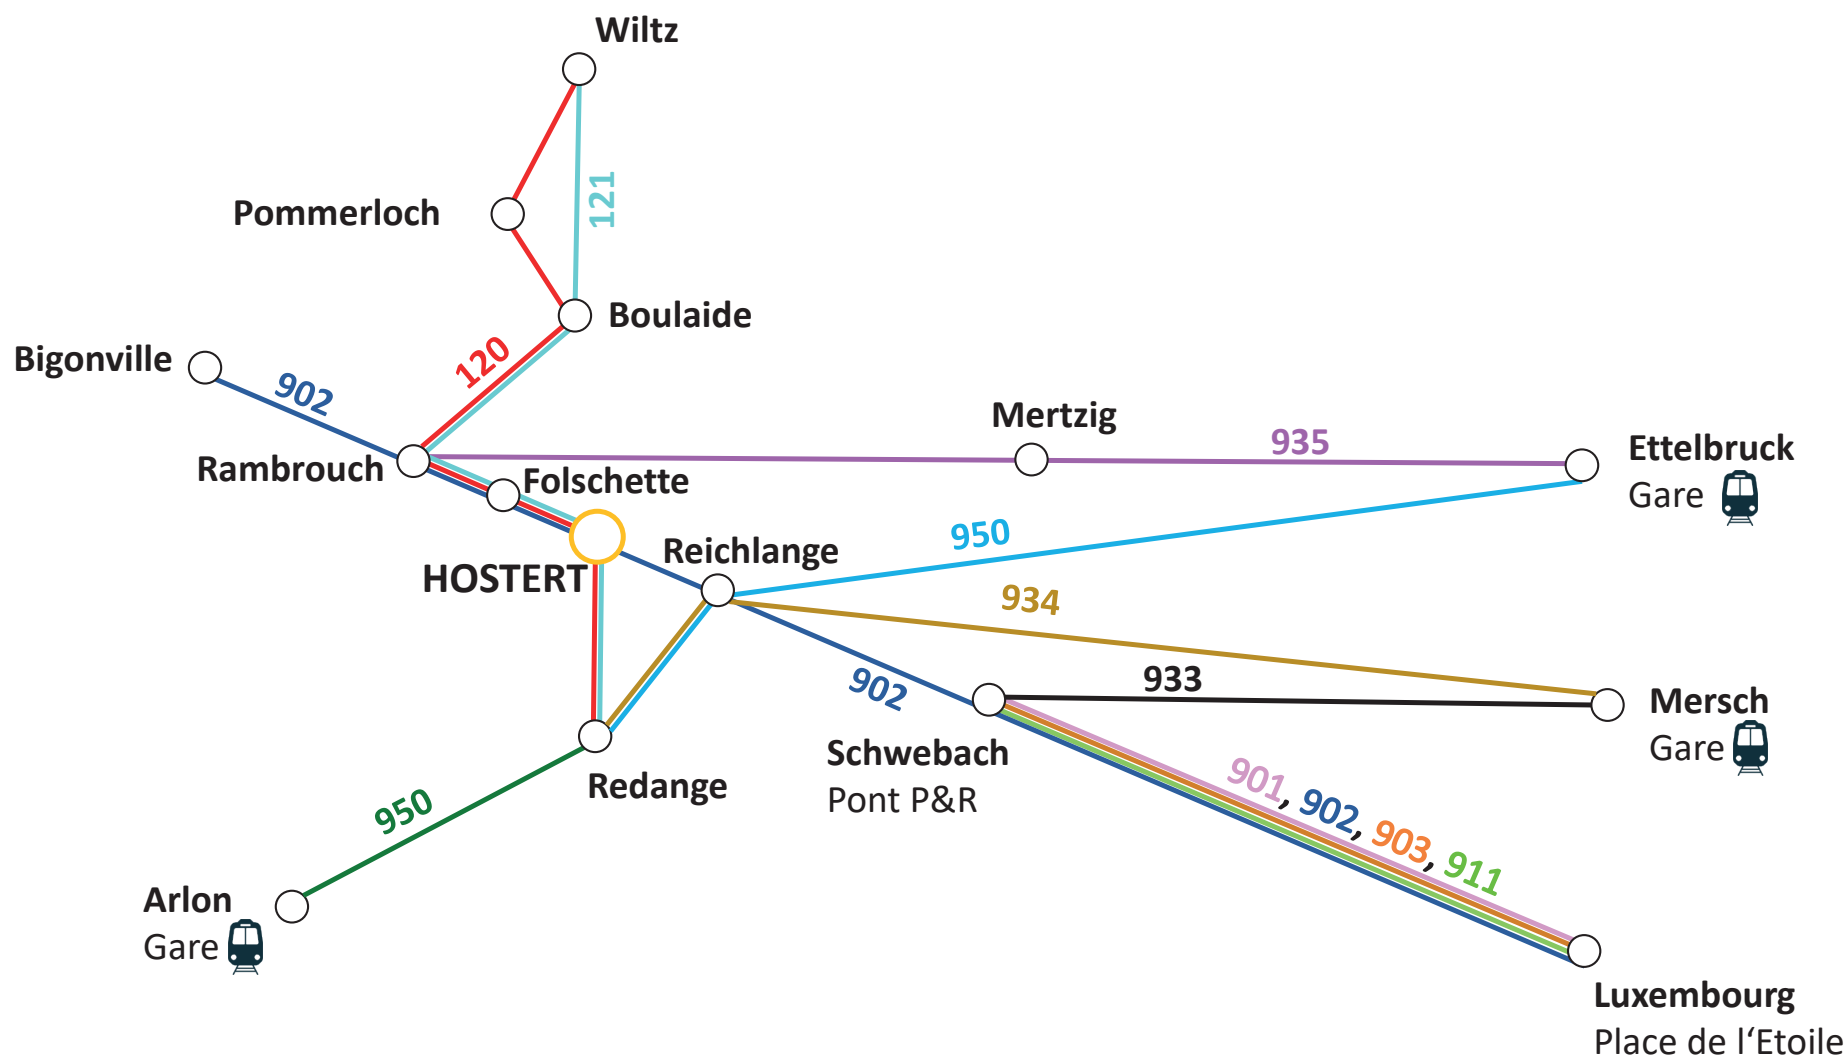 Wiltz
121
Pommerloch
Boulaide
120
Bigonville
902
Mertzig
935
Ettelbruck
Gare
Rambrouch
Folschette
950
Reichlange
HOSTERT
934
933
902
Mersch
Gare
Schwebach
Pont P&R
901, 902, 903, 911
Redange
950
Arlon
Gare
Luxembourg
Place de l‘Etoile